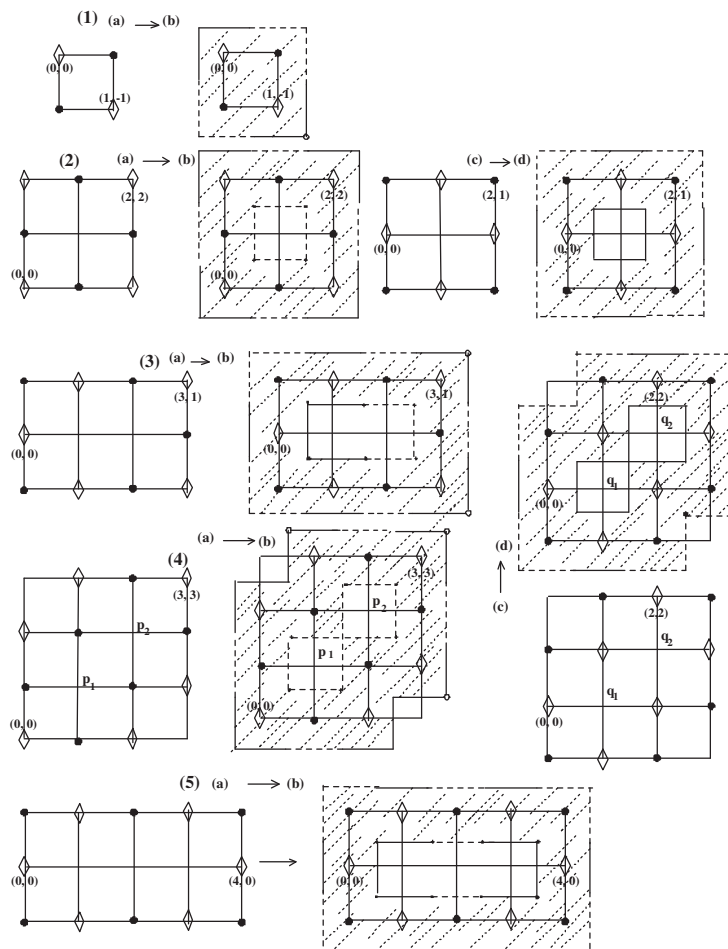 (1) (a) (b)
(0, 0) (0, 0)
(1, -1) (1, -1)
(2) (a) (b) (c) (d)
(2, 2) (2, 2) (2, 1) (2, 1)
(0, 0) (0, 0)
(0, 0) (0, 0)
(3) (a) (b)
(3, 1) (3, 1) (2,2)
q2
(0, 0) (0, 0)
q1
(0, 0)
(a) (b)
(4) (d)
(3, 3) (3, 3)
(c)
p2 p2 (2,2)
p1 p1 q2
(0, 0) (0, 0) (0, 0) q1
(5) (a) (b)
(0, 0) (4, 0) (0, 0) (4, 0)